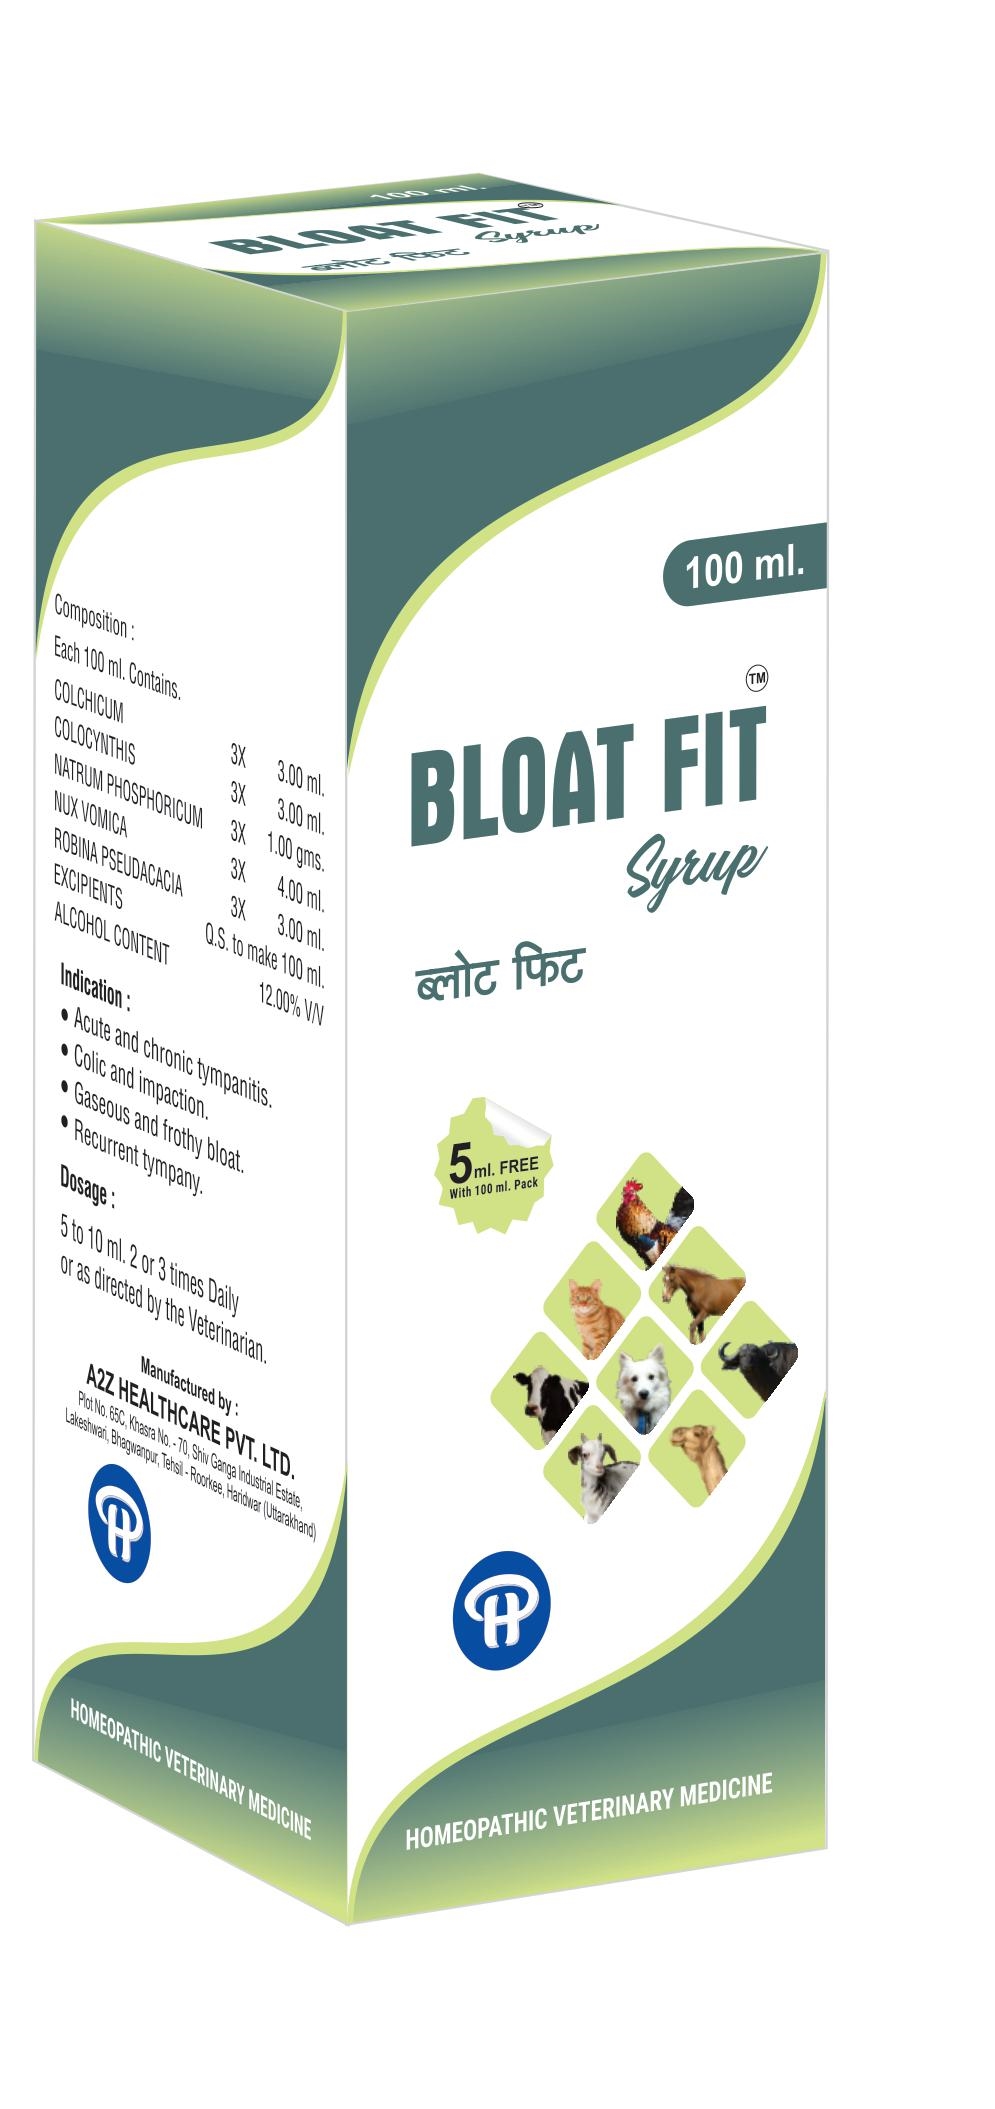 100 ml.
BLOAT FIT TM
Syrup
ब्लोट फिट
Composition :
Each 100 ml. Contains.
COLCHICUM 3X 3.00 ml.
COLOCYNTHIS 3X 3.00 ml.
NATRUM PHOSPHORICUM 3X 1.00 gms.
NUX VOMICA 3X 4.00 ml.
ROBINA PSEUDACACIA 3X 3.00 ml.
EXCIPIENTS Q.S. to make 100 ml.
ALCOHOL CONTENT 12.00% V/V
Indication :
• Acute and chronic tympanitis.
• Colic and impaction.
• Gaseous and frothy bloat.
• Recurrent tympany.
Dosage :
5 to 10 ml. 2 or 3 times Daily
or as directed by the Veterinarian.
Manufactured by :
A2Z HEALTHCARE PVT. LTD.
Plot No. 65C, Khasra No. - 70, Shiv Ganga Industrial Estate,
Lakeshwari, Bhagwanpur, Tehsil - Roorkee, Haridwar (Uttarakhand)
H
HOMEOPATHIC VETERINARY MEDICINE
100 ml.
TM
BLOAT FIT
Syrup
ब्लोट फिट
5 ml. FREE
With 100 ml. Pack
H
HOMEOPATHIC VETERINARY MEDICINE